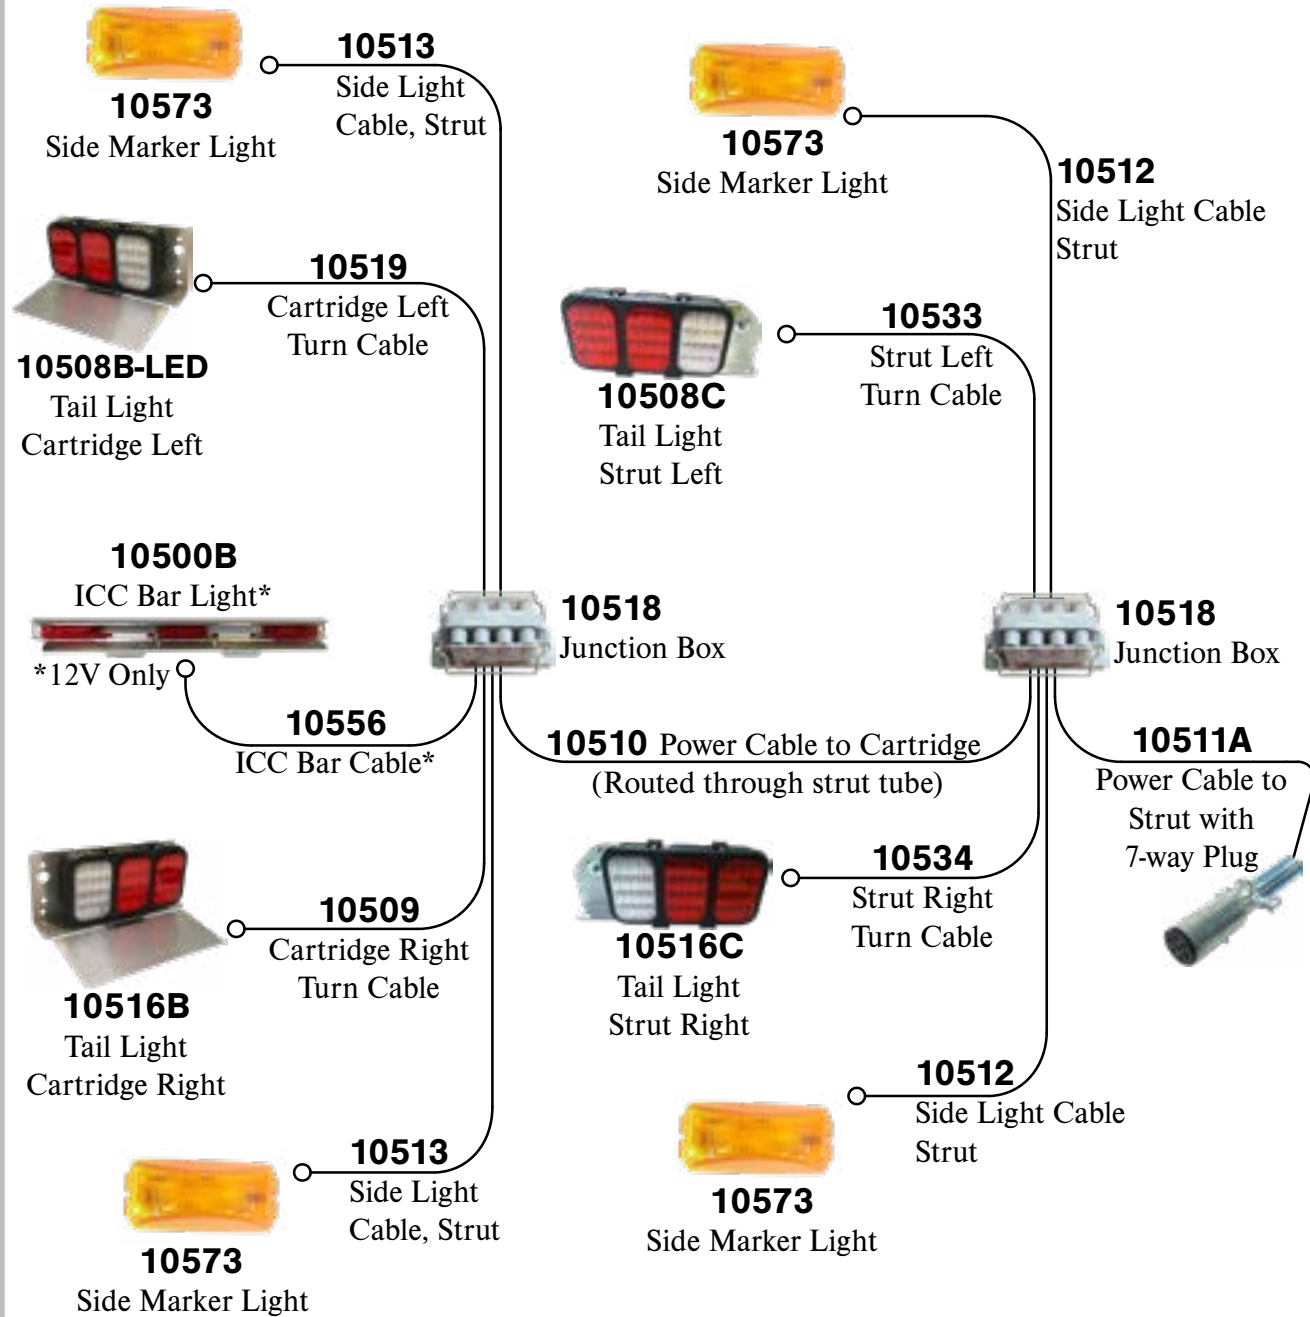 10513
Side Light
Cable, Strut
10573
Side Marker Light
10573
Side Marker Light
10512
Side Light Cable
Strut
10519
Cartridge Left
Turn Cable
10508B-LED
Tail Light
Cartridge Left
10533
Strut Left
Turn Cable
10508C
Tail Light
Strut Left
10500B
ICC Bar Light*
*12V Only
10518
Junction Box
10518
Junction Box
10556
ICC Bar Cable*
10510 Power Cable to Cartridge
(Routed through strut tube)
10511A
Power Cable to
Strut with
7-way Plug
10534
Strut Right
Turn Cable
10516C
Tail Light
Strut Right
10509
Cartridge Right
Turn Cable
10516B
Tail Light
Cartridge Right
10512
Side Light Cable
Strut
10573
Side Marker Light
10513
Side Light
Cable, Strut
10573
Side Marker Light